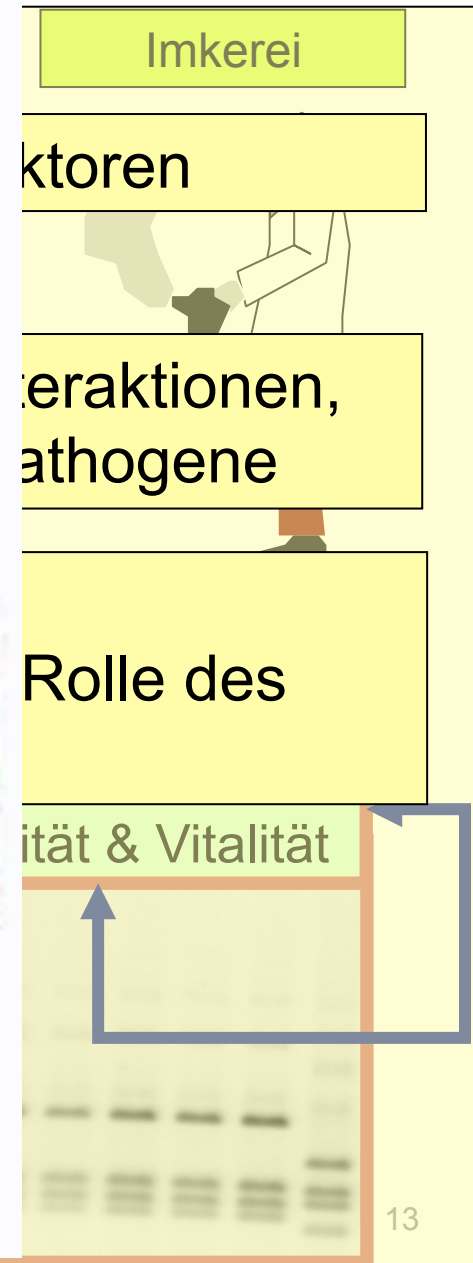 Imkerei
ktoren
teraktionen,
athogene
Rolle des
ität & Vitalität
13